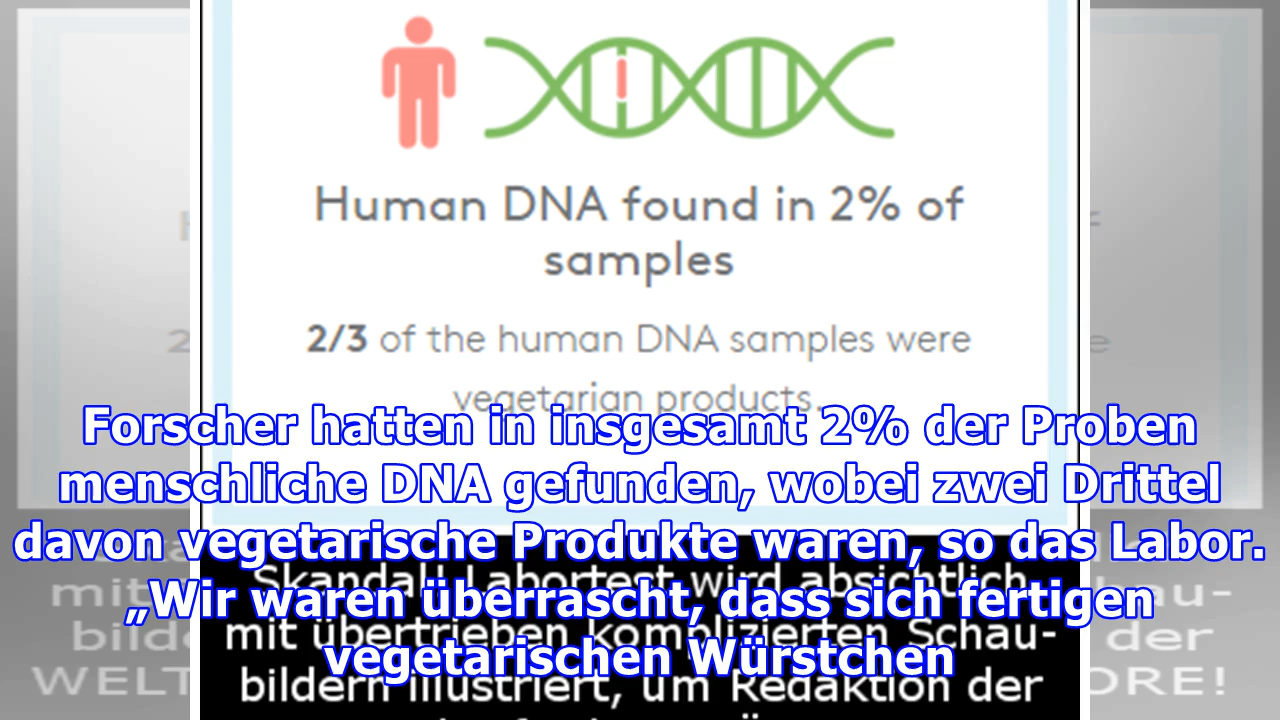 Human DNA found in 2% of
samples
2/3 of the human DNA samples were
vegetarian products.
Forscher hatten in insgesamt 2% der Proben
menschliche DNA gefunden, wobei zwei Drittel
davon vegetarische Produkte waren, so das Labor.
„Wir waren überrascht, dass sich fertigen
vegetarischen Würstchen
Skandal! Labortest wird absichtlich
mit übertrieben komplizierten Schau-
bildern illustriert, um Redaktion der